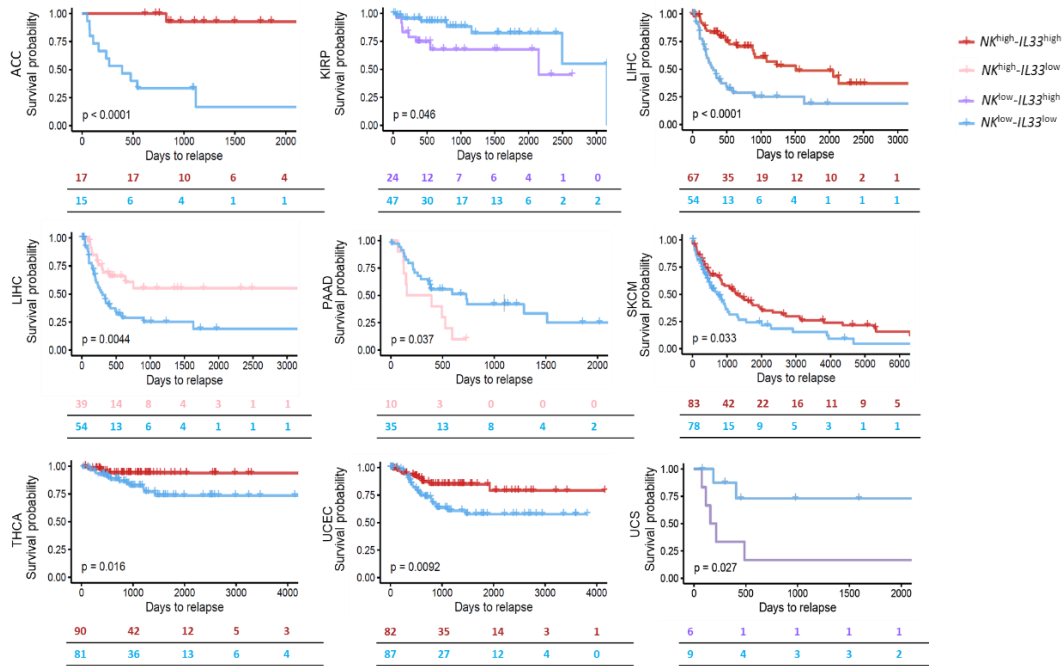 ACC
Survival probability
1.00
0.75
0.50
0.25
0.00
p < 0.0001
0 500 1000 1500 2000
Days to relapse
17 17 10 6 4
15 6 4 1 1
KIRP
Survival probability
1.00
0.75
0.50
0.25
0.00
p = 0.046
0 500 1000 1500 2000 2500 3000
Days to relapse
24 12 7 6 4 1 0
47 30 17 13 6 2 2
LIHC
Survival probability
1.00
0.75
0.50
0.25
0.00
p < 0.0001
0 500 1000 1500 2000 2500 3000
Days to relapse
67 35 19 12 10 2 1
54 13 6 4 1 1 1
NKhigh-IL33high
NKhigh-IL33low
NKlow-IL33high
NKlow-IL33low
LIHC
Survival probability
1.00
0.75
0.50
0.25
0.00
p = 0.0044
0 500 1000 1500 2000 2500 3000
Days to relapse
39 14 8 4 3 1 1
54 13 6 4 1 1 1
PAAD
Survival probability
1.00
0.75
0.50
0.25
0.00
p = 0.037
0 500 1000 1500 2000
Days to relapse
10 3 0 0 0
35 13 8 4 2
SKCM
Survival probability
1.00
0.75
0.50
0.25
0.00
p = 0.033
0 1000 2000 3000 4000 5000 6000
Days to relapse
83 42 22 16 11 9 5
78 15 9 5 3 1 1
THCA
Survival probability
1.00
0.75
0.50
0.25
0.00
p = 0.016
0 1000 2000 3000 4000
Days to relapse
90 42 12 5 3
81 36 13 6 4
UCEC
Survival probability
1.00
0.75
0.50
0.25
0.00
p = 0.0092
0 1000 2000 3000 4000
Days to relapse
82 35 14 3 1
87 27 12 4 0
UCS
Survival probability
1.00
0.75
0.50
0.25
0.00
p = 0.027
0 500 1000 1500 2000
Days to relapse
6 1 1 1 1
9 4 3 3 2